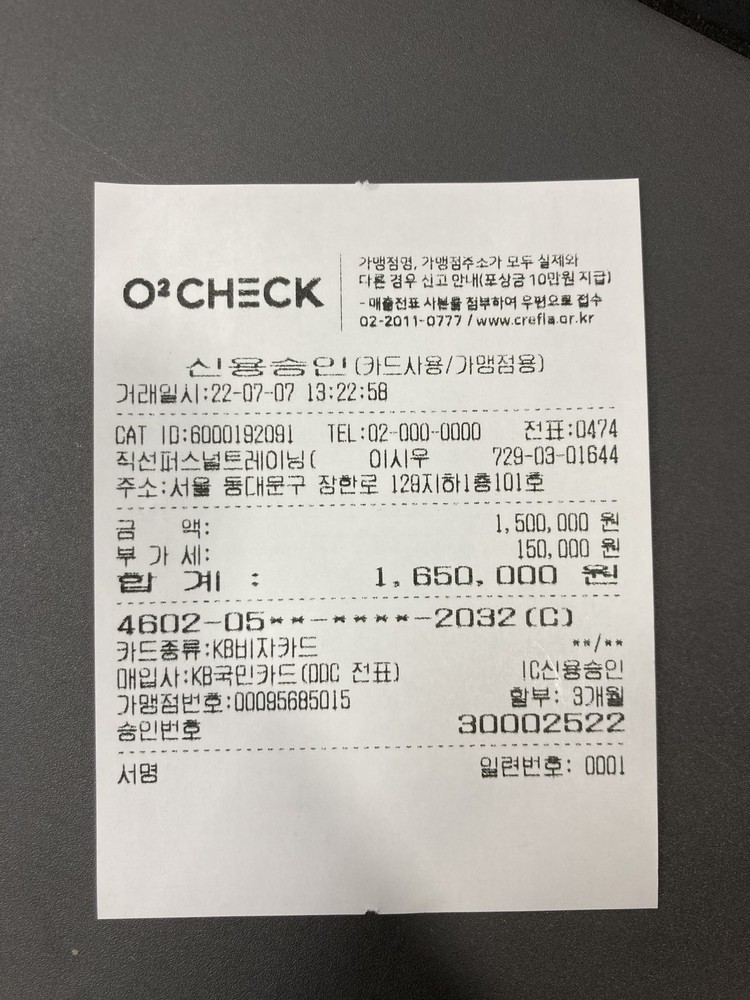 O² CHECK
가맹점명, 가맹점주소가 모두 실제와
다른 경우 신고 안내(포상금 10만원 지급)
- 매출전표 사본을 첨부하여 우편으로 접수
02-2011-0777 / www.crefia.or.kr
신용승인(카드사용/가맹점용)
거래일시:22-07-07 13:22:58
CAT ID:6000192091 TEL:02-000-0000 전표:0474
직선퍼스널트레이닝( 이시우 729-03-01644
주소:서울 동대문구 장한로 129지하1층101호
금 액: 1,500,000 원
부 가 세: 150,000 원
합 계 : 1,650,000 원
4602-05**-****-2032(C)
카드종류:KB비자카드 **/**
매입사:KB국민카드(DDC 전표) IC신용승인
가맹점번호:00095685015 할부: 3개월
승인번호 30002522
서명 일련번호: 0001